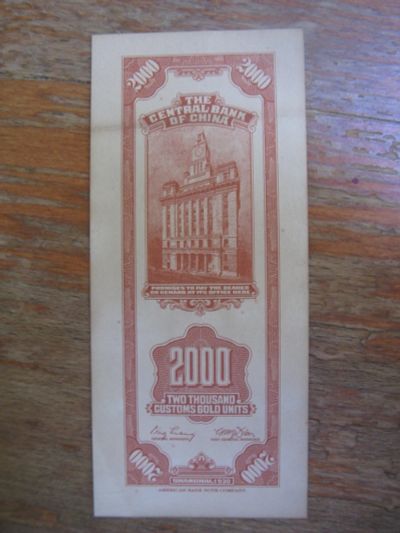 2000 2000
THE
CENTRAL BANK
OF CHINA
PROMISES TO PAY THE BEARER
ON DEMAND AT ITS OFFICE HERE
2000
TWO THOUSAND
CUSTOMS GOLD UNITS
2000 2000
SHANGHAI, 1930
AMERICAN BANK NOTE COMPANY